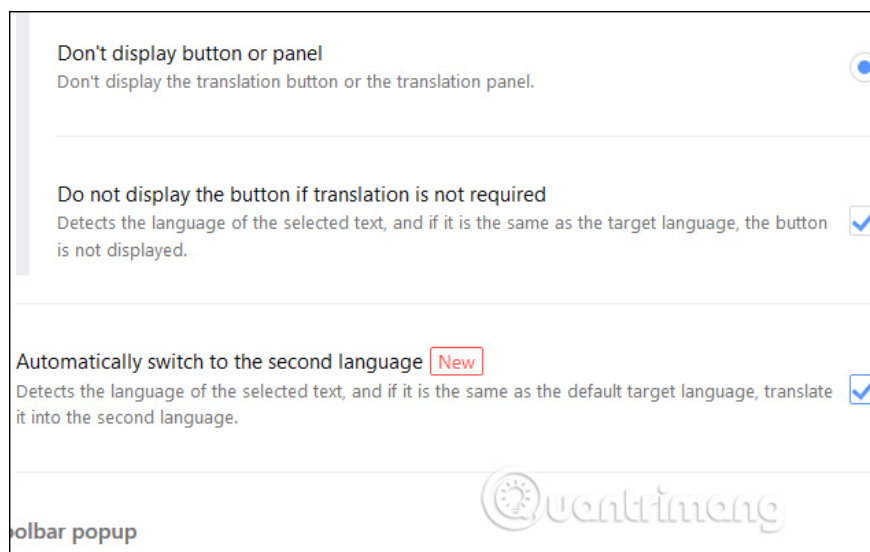 Don't display button or panel
Don't display the translation button or the translation panel.
Do not display the button if translation is not required
Detects the language of the selected text, and if it is the same as the target language, the button
is not displayed.
Automatically switch to the second language New
Detects the language of the selected text, and if it is the same as the default target language, translate
it into the second language.
Quantrimang
olbar popup